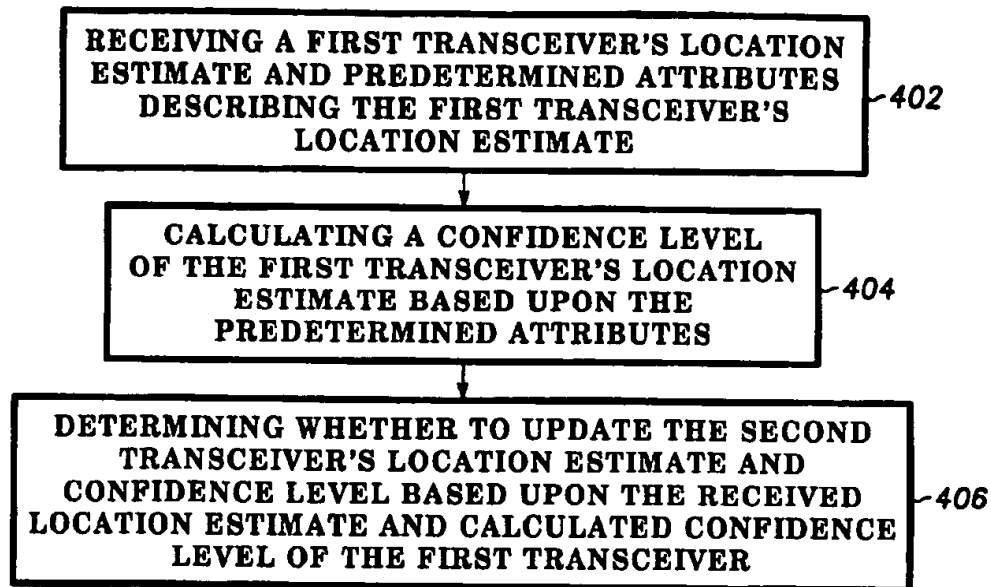 RECEIVING A FIRST TRANSCEIVER'S LOCATION
ESTIMATE AND PREDETERMINED ATTRIBUTES
DESCRIBING THE FIRST TRANSCEIVER'S
LOCATION ESTIMATE
402
CALCULATING A CONFIDENCE LEVEL
OF THE FIRST TRANSCEIVER'S LOCATION
ESTIMATE BASED UPON THE
PREDETERMINED ATTRIBUTES
404
DETERMINING WHETHER TO UPDATE THE SECOND
TRANSCEIVER'S LOCATION ESTIMATE AND
CONFIDENCE LEVEL BASED UPON THE RECEIVED
LOCATION ESTIMATE AND CALCULATED CONFIDENCE
LEVEL OF THE FIRST TRANSCEIVER
406